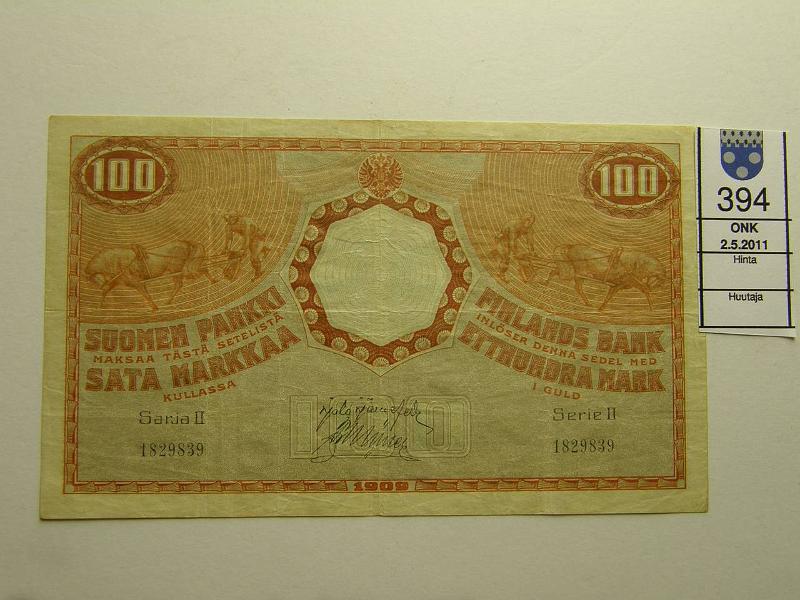 100
100
SUOMEN PANKKI
MAKSAA TÄSTÄ SETELISTÄ
SATA MARKKAA
KULLASSA
FINLANDS BANK
INLÖSER DENNA SEDEL MED
ETTHUNDRA MARK
I GULD
Sarja II
1829839
100
Serie II
1829839
1909
394
ONK
2.5.2011
Hinta
Huutaja